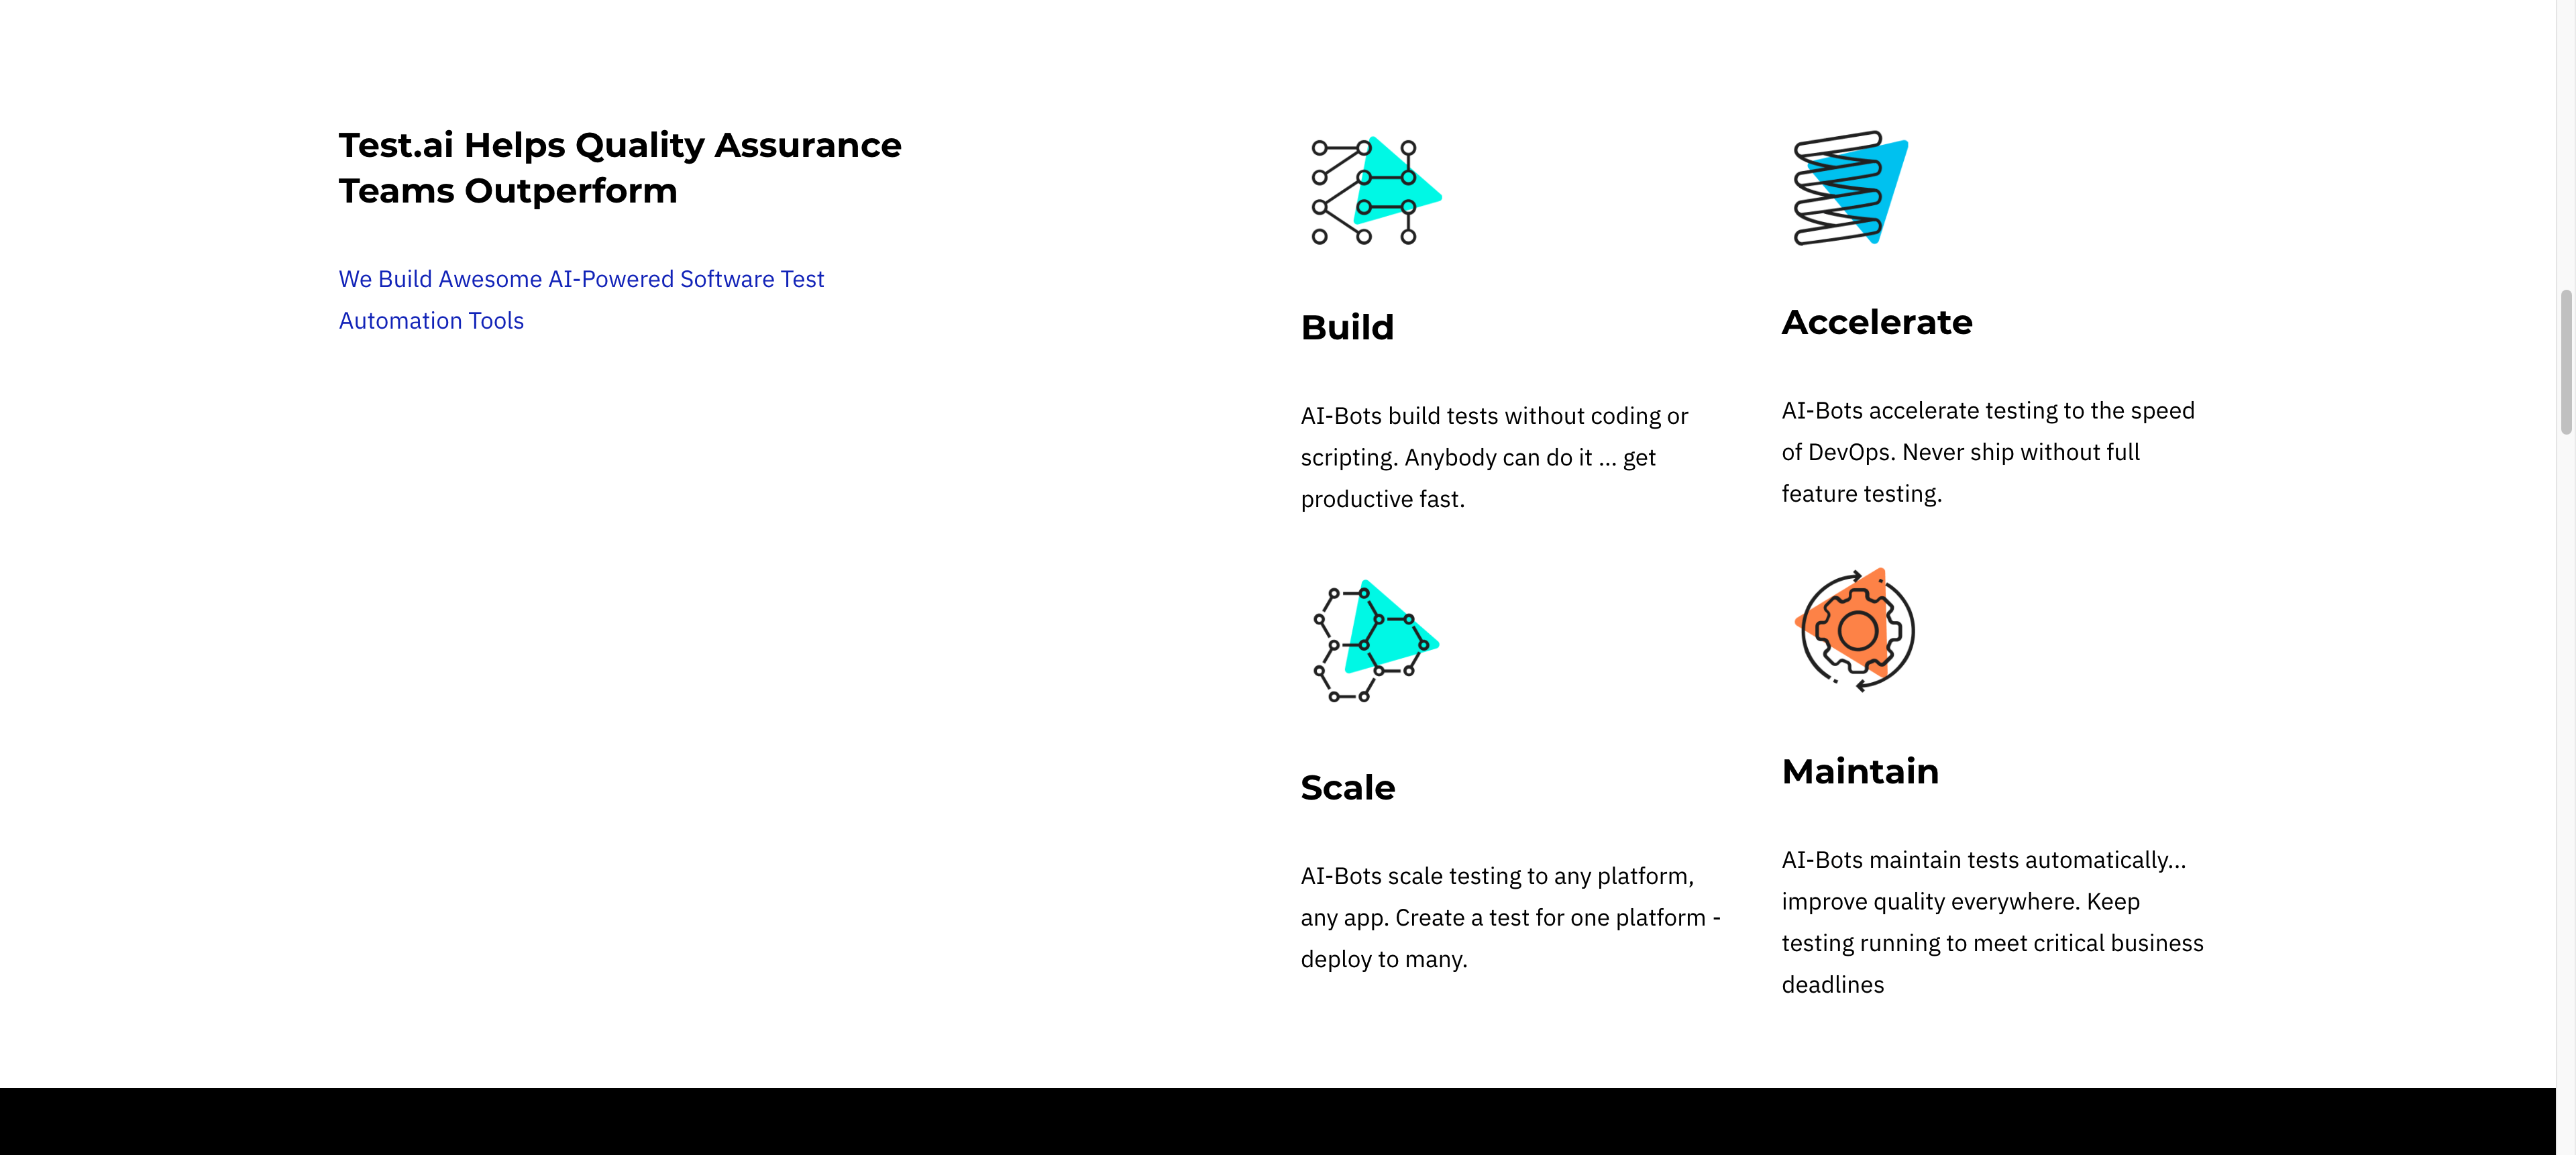 Test.ai Helps Quality Assurance
Teams Outperform
We Build Awesome AI-Powered Software Test
Automation Tools
Build
AI-Bots build tests without coding or
scripting. Anybody can do it ... get
productive fast.
Accelerate
AI-Bots accelerate testing to the speed
of DevOps. Never ship without full
feature testing.
Scale
AI-Bots scale testing to any platform,
any app. Create a test for one platform -
deploy to many.
Maintain
AI-Bots maintain tests automatically...
improve quality everywhere. Keep
testing running to meet critical business
deadlines